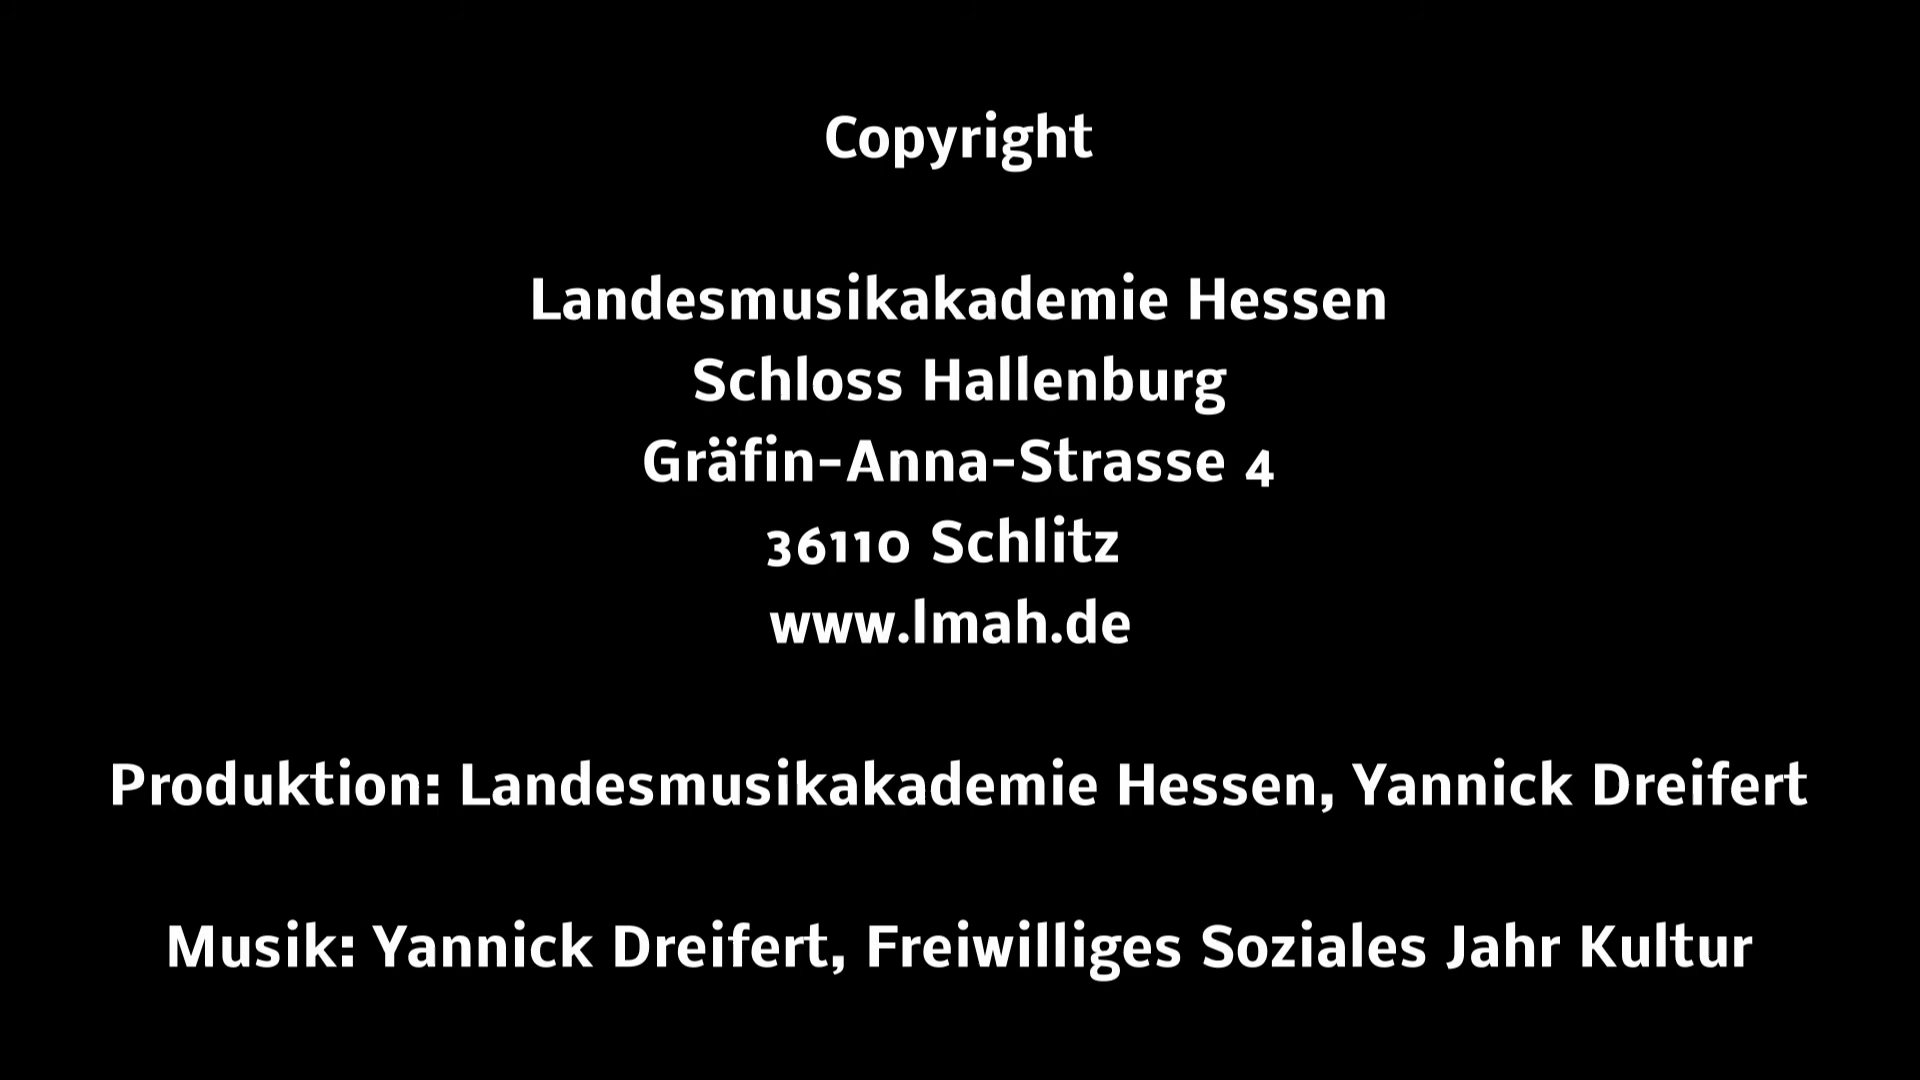 Copyright
Landesmusikakademie Hessen
Schloss Hallenburg
Gräfin-Anna-Strasse 4
36110 Schlitz
www.lmah.de
Produktion: Landesmusikakademie Hessen, Yannick Dreifert
Musik: Yannick Dreifert, Freiwilliges Soziales Jahr Kultur